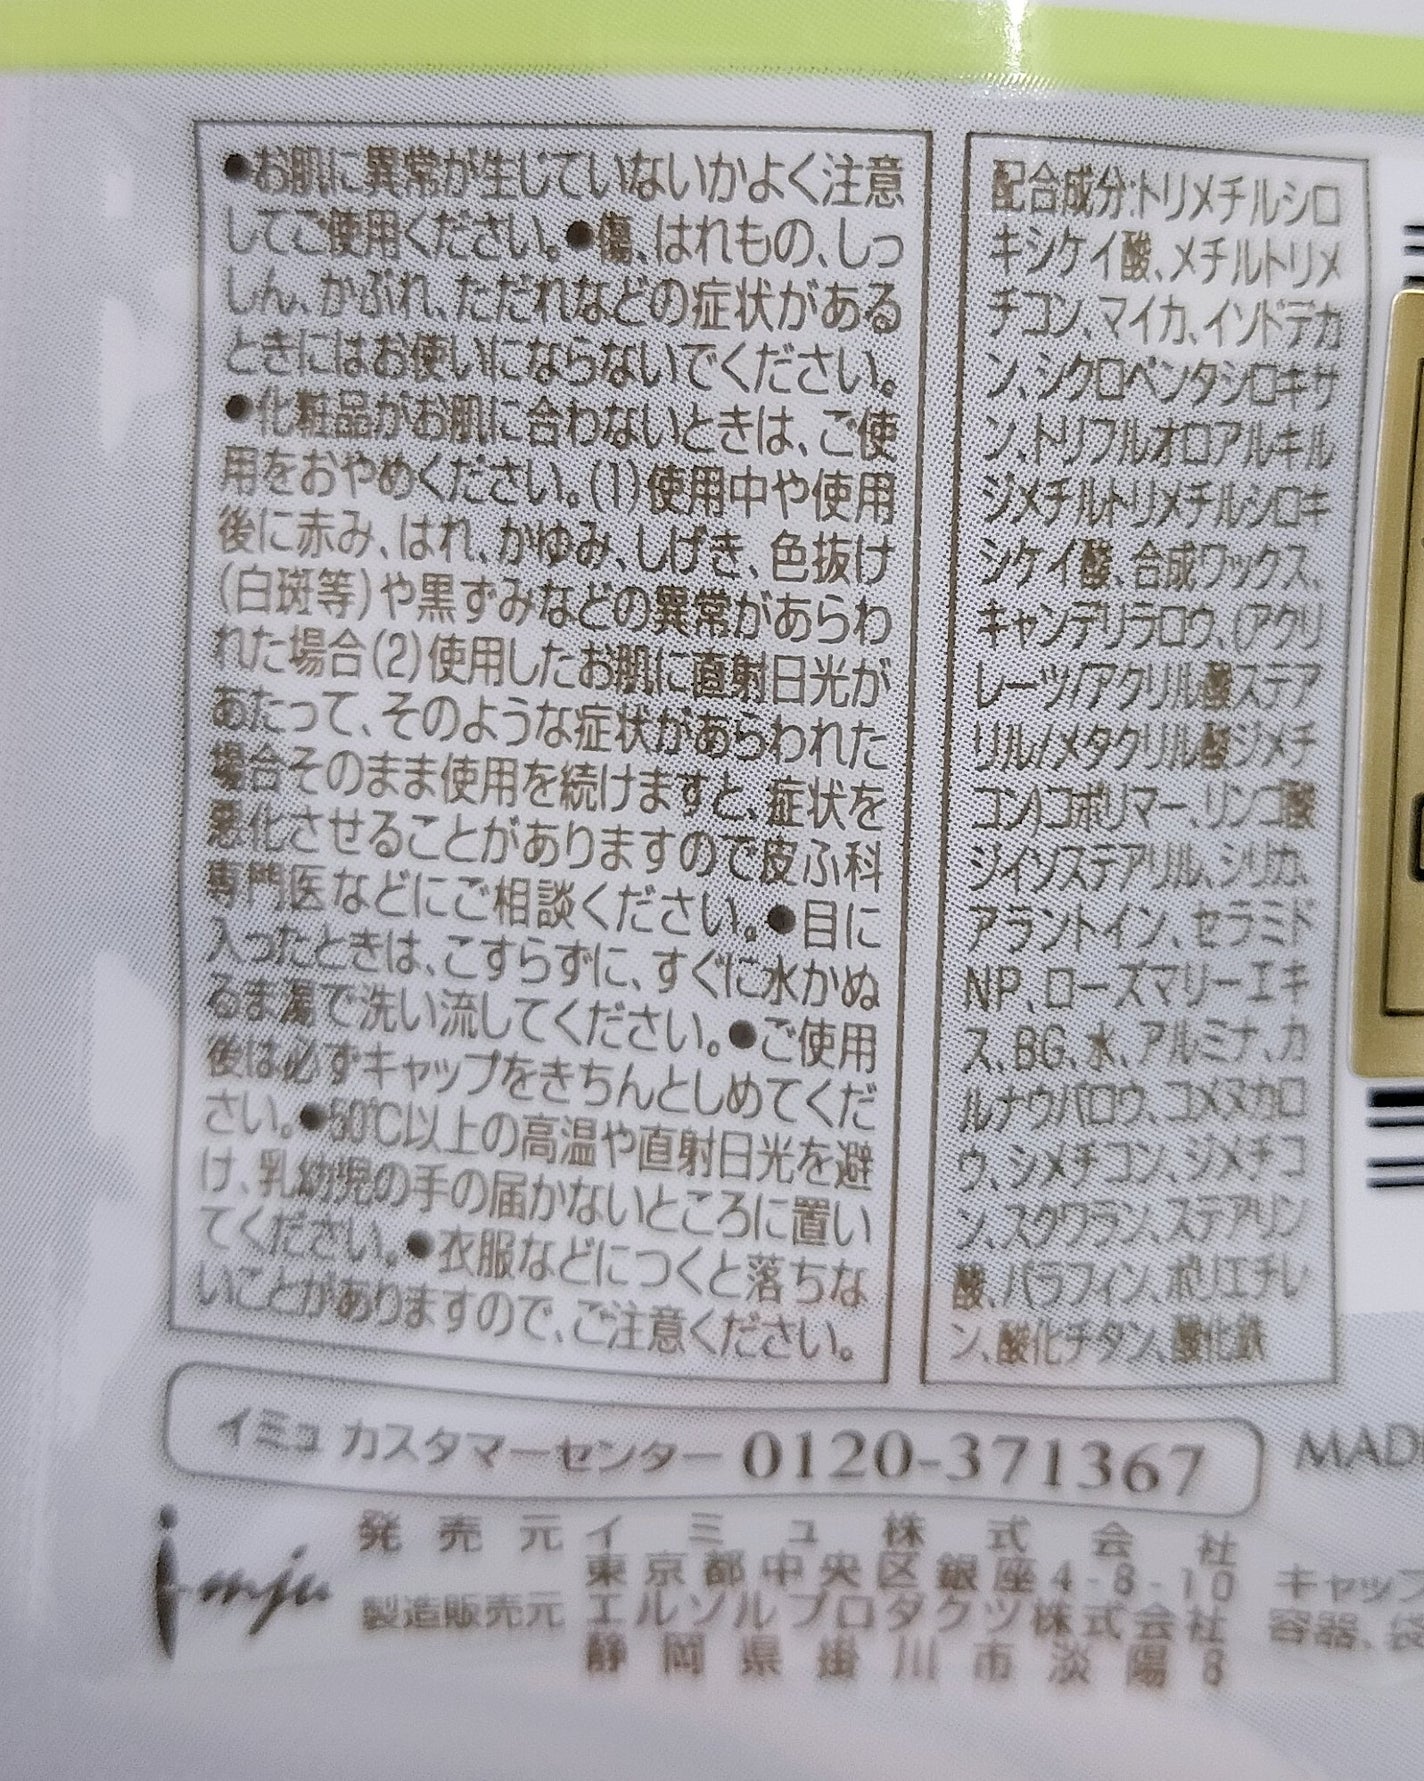 ●お肌に異常が生じていないかよく注意
してご使用ください。●傷、はれもの、しっ
しん、かぶれ、ただれなどの症状がある
ときにはお使いにならないでください。
●化粧品がお肌に合わないときは、ご使
用をおやめください。(1)使用中や使用
後に赤み、はれ、かゆみ、しげき、色抜け
(白斑等)や黒ずみなどの異常があらわ
れた場合(2)使用したお肌に直射日光が
あたって、そのような症状があらわれた
場合そのまま使用を続けますと、症状を
悪化させることがありますので皮ふ科
専門医などにご相談ください。●目に
入ったときは、こすらずに、すぐに水かぬ
るま湯で洗い流してください。●ご使用
後は必ずキャップをきちんとしめてくだ
さい。●50℃以上の高温や直射日光を避
け、乳幼児の手の届かないところに置い
てください。●衣服などにつくと落ちな
いことがありますので、ご注意ください。
配合成分:トリメチルシロ
キシケイ酸、メチルトリメ
チコン、マイカ、イソドデカ
ン、シクロペンタシロキサ
ン、トリフルオロアルキル
ジメチルトリメチルシロキ
シケイ酸、合成ワックス、
キャンデリラロウ、(アクリ
レーツ/アクリル酸ステア
リル/メタクリル酸ジメチ
コン)コポリマー、リンゴ酸
ジイソステアリル、シリカ、
アラントイン、セラミド
NP、ローズマリーエキ
ス、BG、水、アルミナ、カ
ルナウバロウ、コメヌカロ
ウ、シメチコン、ジメチコ
ン、スクワラン、ステアリン
酸、パラフィン、ポリエチレ
ン、酸化チタン、酸化鉄
イミュ カスタマーセンター 0120-371367
MAD
i-mju
発売元 イミュ株式会社
東京都中央区銀座4-8-10
製造販売元 エルソルプロダクツ株式会社
静岡県掛川市淡陽8
キャップ
容器、袋